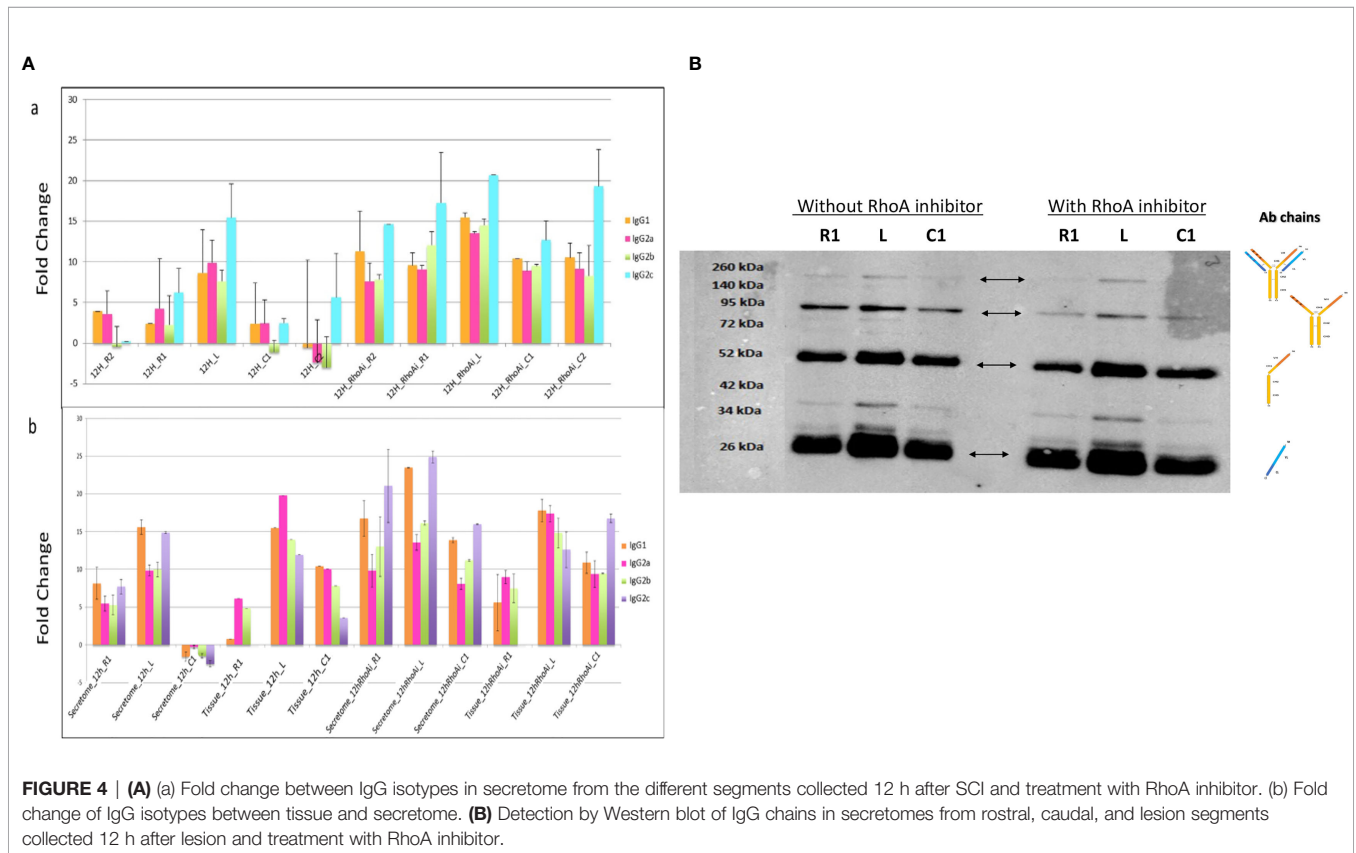 A
a
30
25
20
15
10
5
0
-5
Fold Change
IgG1
IgG2a
IgG2b
IgG2c
12H_R2
12H_R1
12H_L
12H_C1
12H_C2
12H_RhoAi_R2
12H_RhoAi_R1
12H_RhoAi_L
12H_RhoAi_C1
12H_RhoAi_C2
b
30
25
20
15
10
5
0
-5
Fold Change
IgG1
IgG2a
IgG2b
IgG2c
Secretome_12h_R1
Secretome_12h_L
Secretome_12h_C1
Tissue_12h_R1
Tissue_12h_L
Tissue_12h_C1
Secretome_12hRhoAi_R1
Secretome_12hRhoAi_L
Secretome_12hRhoAi_C1
Tissue_12hRhoAi_R1
Tissue_12hRhoAi_L
Tissue_12hRhoAi_C1
B
Without RhoA inhibitor With RhoA inhibitor Ab chains
R1 L C1 R1 L C1
260 kDa
140 kDa
95 kDa
72 kDa
52 kDa
42 kDa
34 kDa
26 kDa
FIGURE 4 | (A) (a) Fold change between IgG isotypes in secretome from the different segments collected 12 h after SCI and treatment with RhoA inhibitor. (b) Fold
change of IgG isotypes between tissue and secretome. (B) Detection by Western blot of IgG chains in secretomes from rostral, caudal, and lesion segments
collected 12 h after lesion and treatment with RhoA inhibitor.